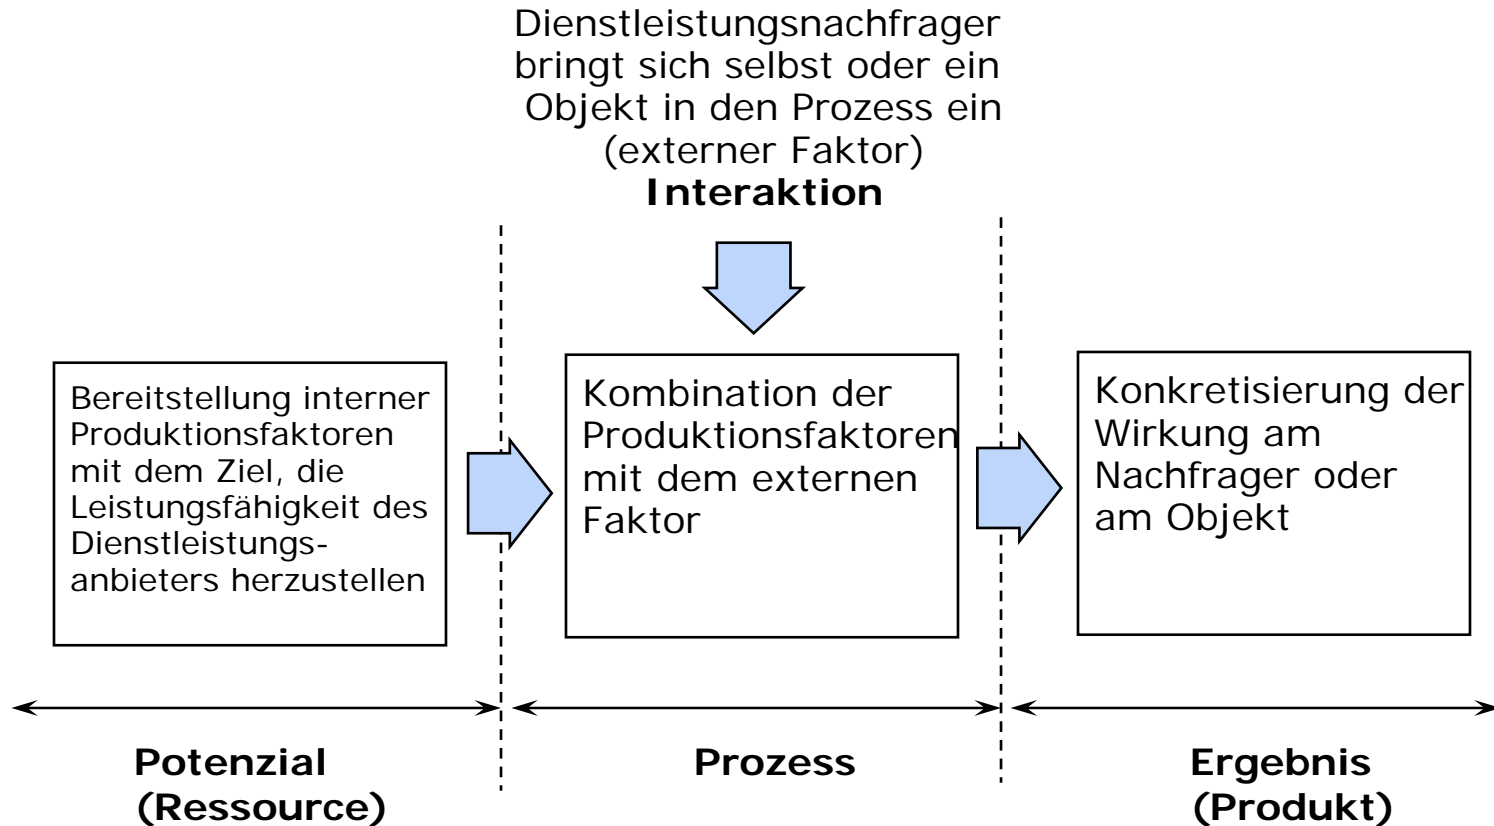 Dienstleistungsnachfrager
bringt sich selbst oder ein
Objekt in den Prozess ein
(externer Faktor)
Interaktion
Bereitstellung interner
Produktionsfaktoren
mit dem Ziel, die
Leistungsfähigkeit des
Dienstleistungs-
anbieters herzustellen
Kombination der
Produktionsfaktoren
mit dem externen
Faktor
Konkretisierung der
Wirkung am
Nachfrager oder
am Objekt
Potenzial
(Ressource)
Prozess
Ergebnis
(Produkt)